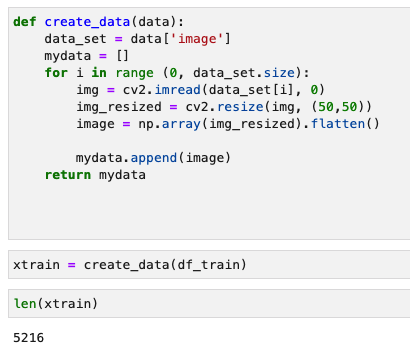 def create_data(data):
    data_set = data['image']
    mydata = []
    for i in range (0, data_set.size):
        img = cv2.imread(data_set[i], 0)
        img_resized = cv2.resize(img, (50,50))
        image = np.array(img_resized).flatten()
        mydata.append(image)
    return mydata
xtrain = create_data(df_train)
len(xtrain)
5216